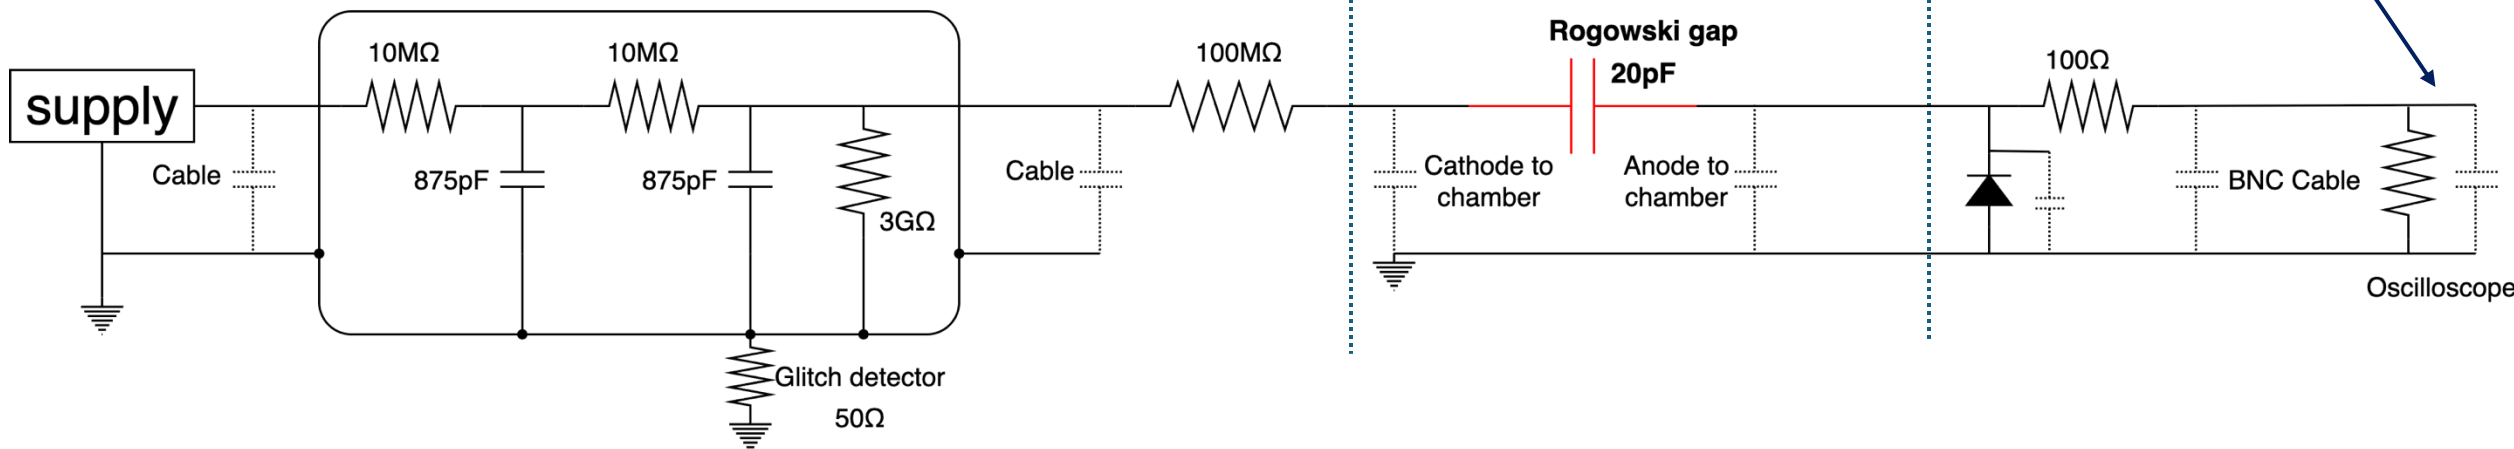 supply
Cable
10MΩ
875pF
10MΩ
875pF
3GΩ
Glitch detector
50Ω
Cable
100MΩ
Rogowski gap
20pF
Cathode to
chamber
Anode to
chamber
100Ω
BNC Cable
Oscilloscope